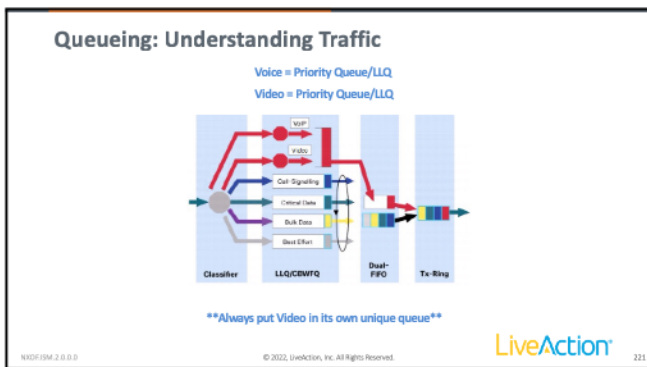 Queueing: Understanding Traffic
Voice = Priority Queue/LLQ
Video = Priority Queue/LLQ
VoIP
Video
Call-Signalling
Critical Data
Bulk Data
Best Effort
Classifier
LLQ/CBWFQ
Dual-
FIFO
Tx-Ring
**Always put Video in its own unique queue**
NXOF.ISM.2.0.0.0
© 2022, LiveAction, Inc. All Rights Reserved.
LiveAction
221